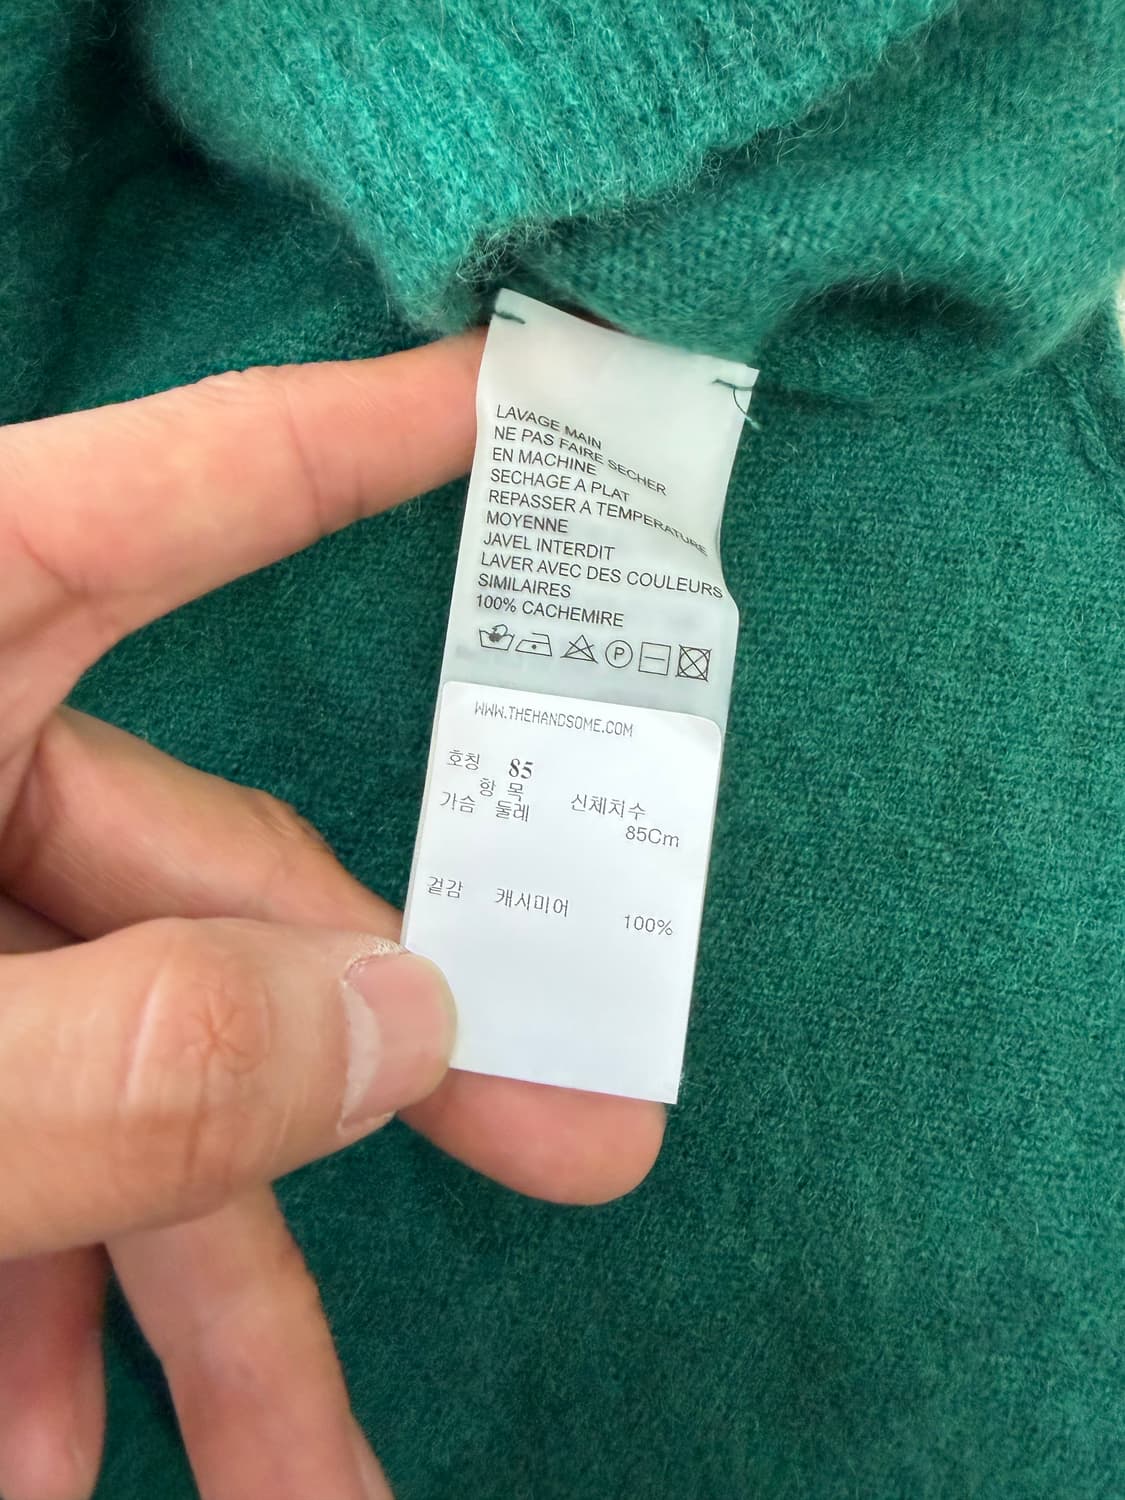 LAVAGE MAIN
NE PAS FAIRE SECHER
EN MACHINE
SECHAGE A PLAT
REPASSER A TEMPERATURE
MOYENNE
JAVEL INTERDIT
LAVER AVEC DES COULEURS
SIMILAIRES
100% CACHEMIRE
P
WWW.THEHANDSOME.COM
호칭 85
항 목 신체치수
가슴 둘레 85Cm
겉감 캐시미어 100%